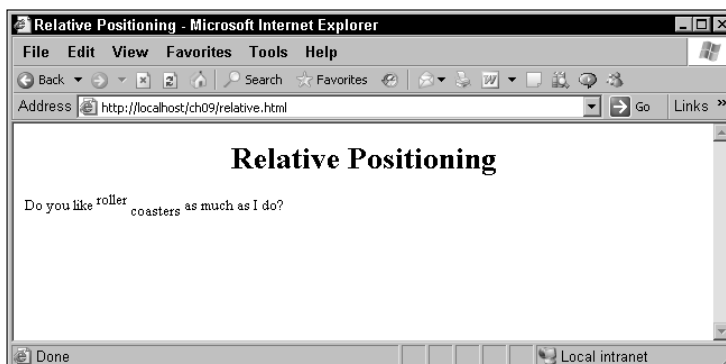 Relative Positioning - Microsoft Internet Explorer
File Edit View Favorites Tools Help
Back Search Favorites
Address http://localhost/ch09/relative.html Go Links »
Relative Positioning
Do you like roller coasters as much as I do?
Done Local intranet